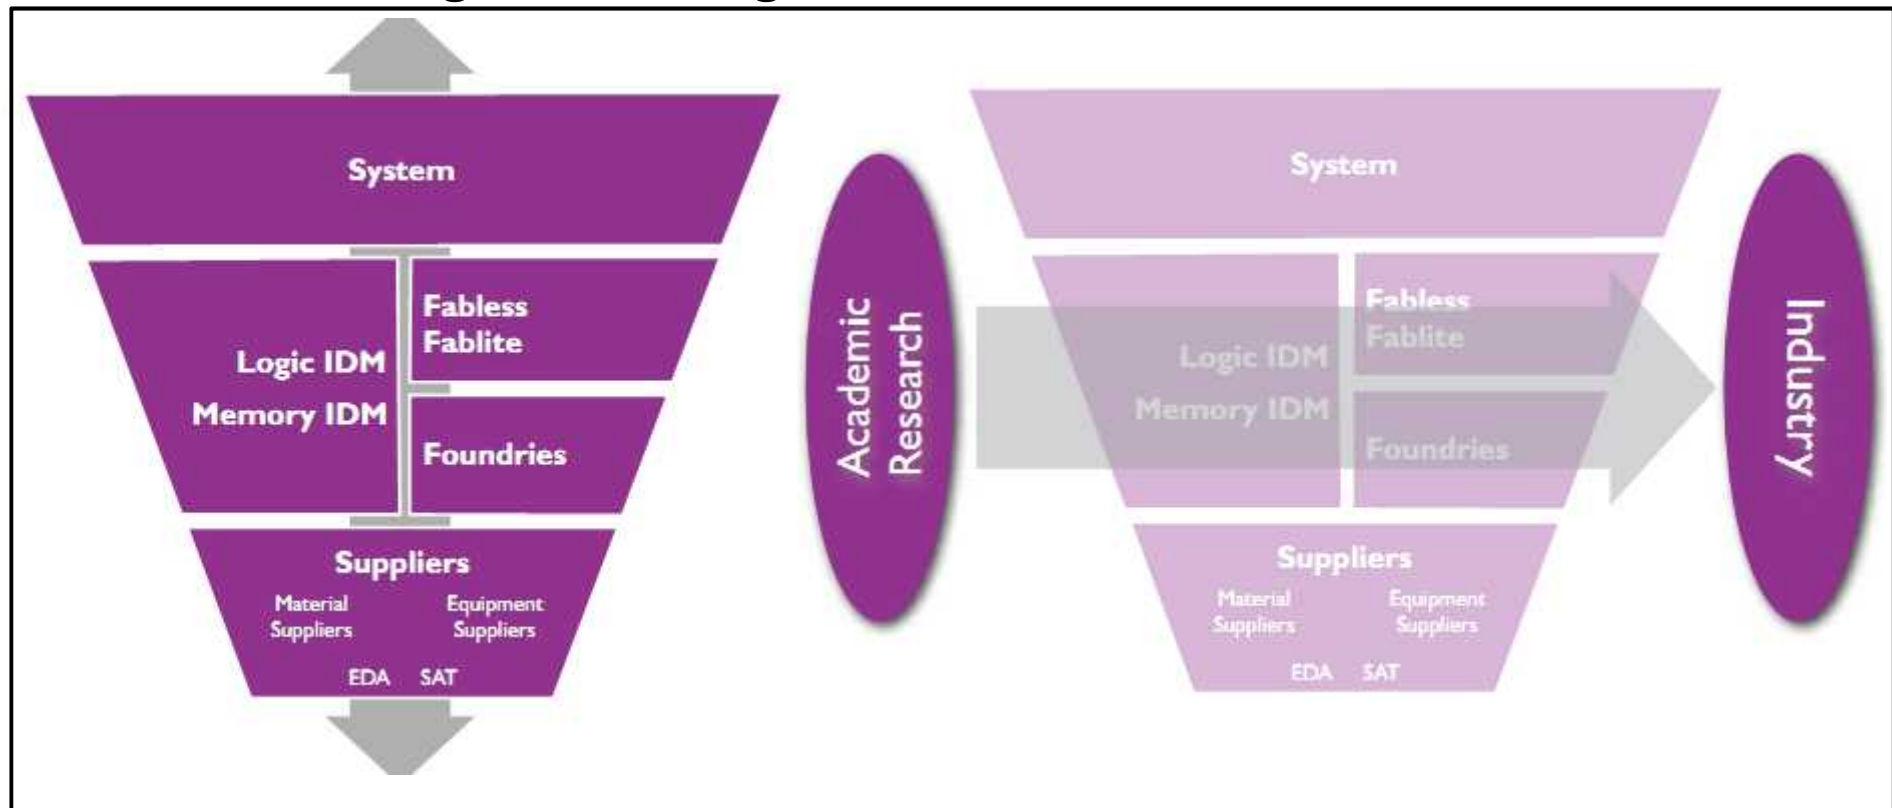 System
Fabless
Fablite
Logic IDM
Memory IDM
Foundries
Suppliers
Material
Suppliers
Equipment
Suppliers
EDA SAT
Academic
Research
System
Fabless
Fablite
Logic IDM
Memory IDM
Foundries
Suppliers
Material
Suppliers
Equipment
Suppliers
EDA SAT
Industry